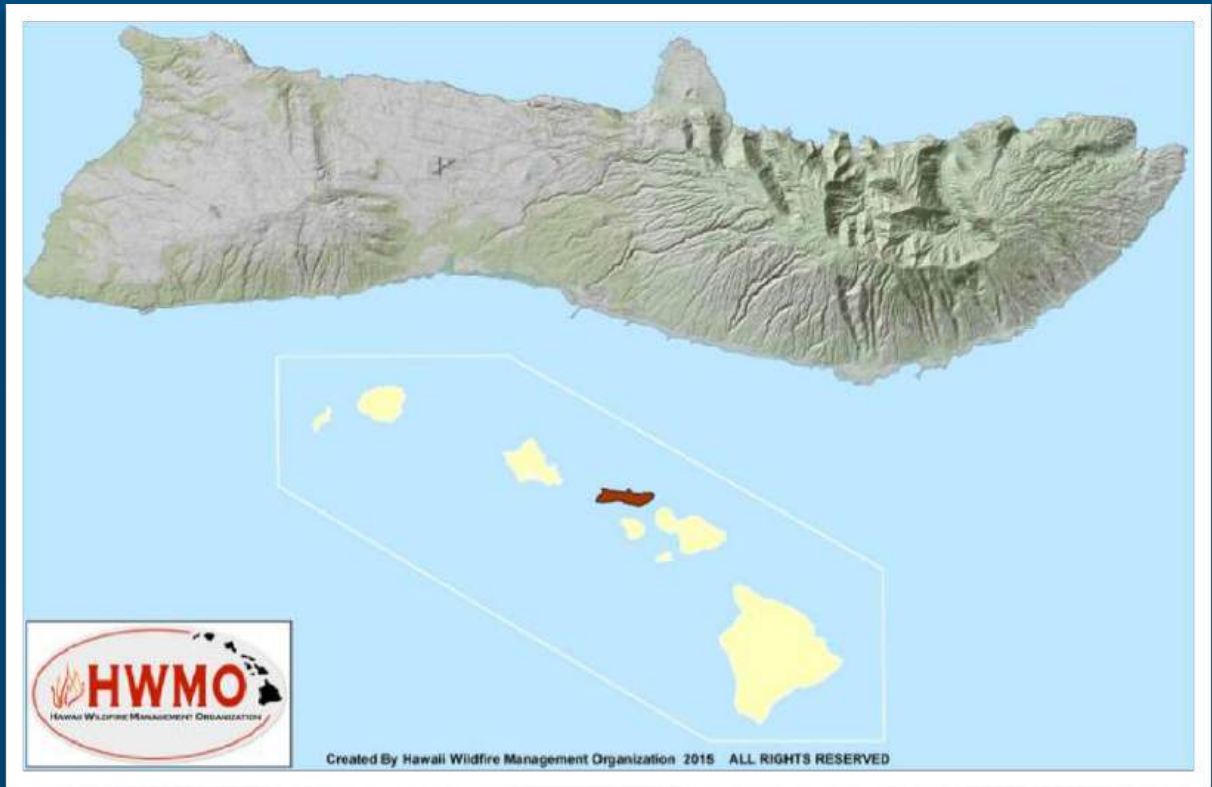 HWMO
HAWAII WILDFIRE MANAGEMENT ORGANIZATION
Created By Hawaii Wildfire Management Organization 2015 ALL RIGHTS RESERVED